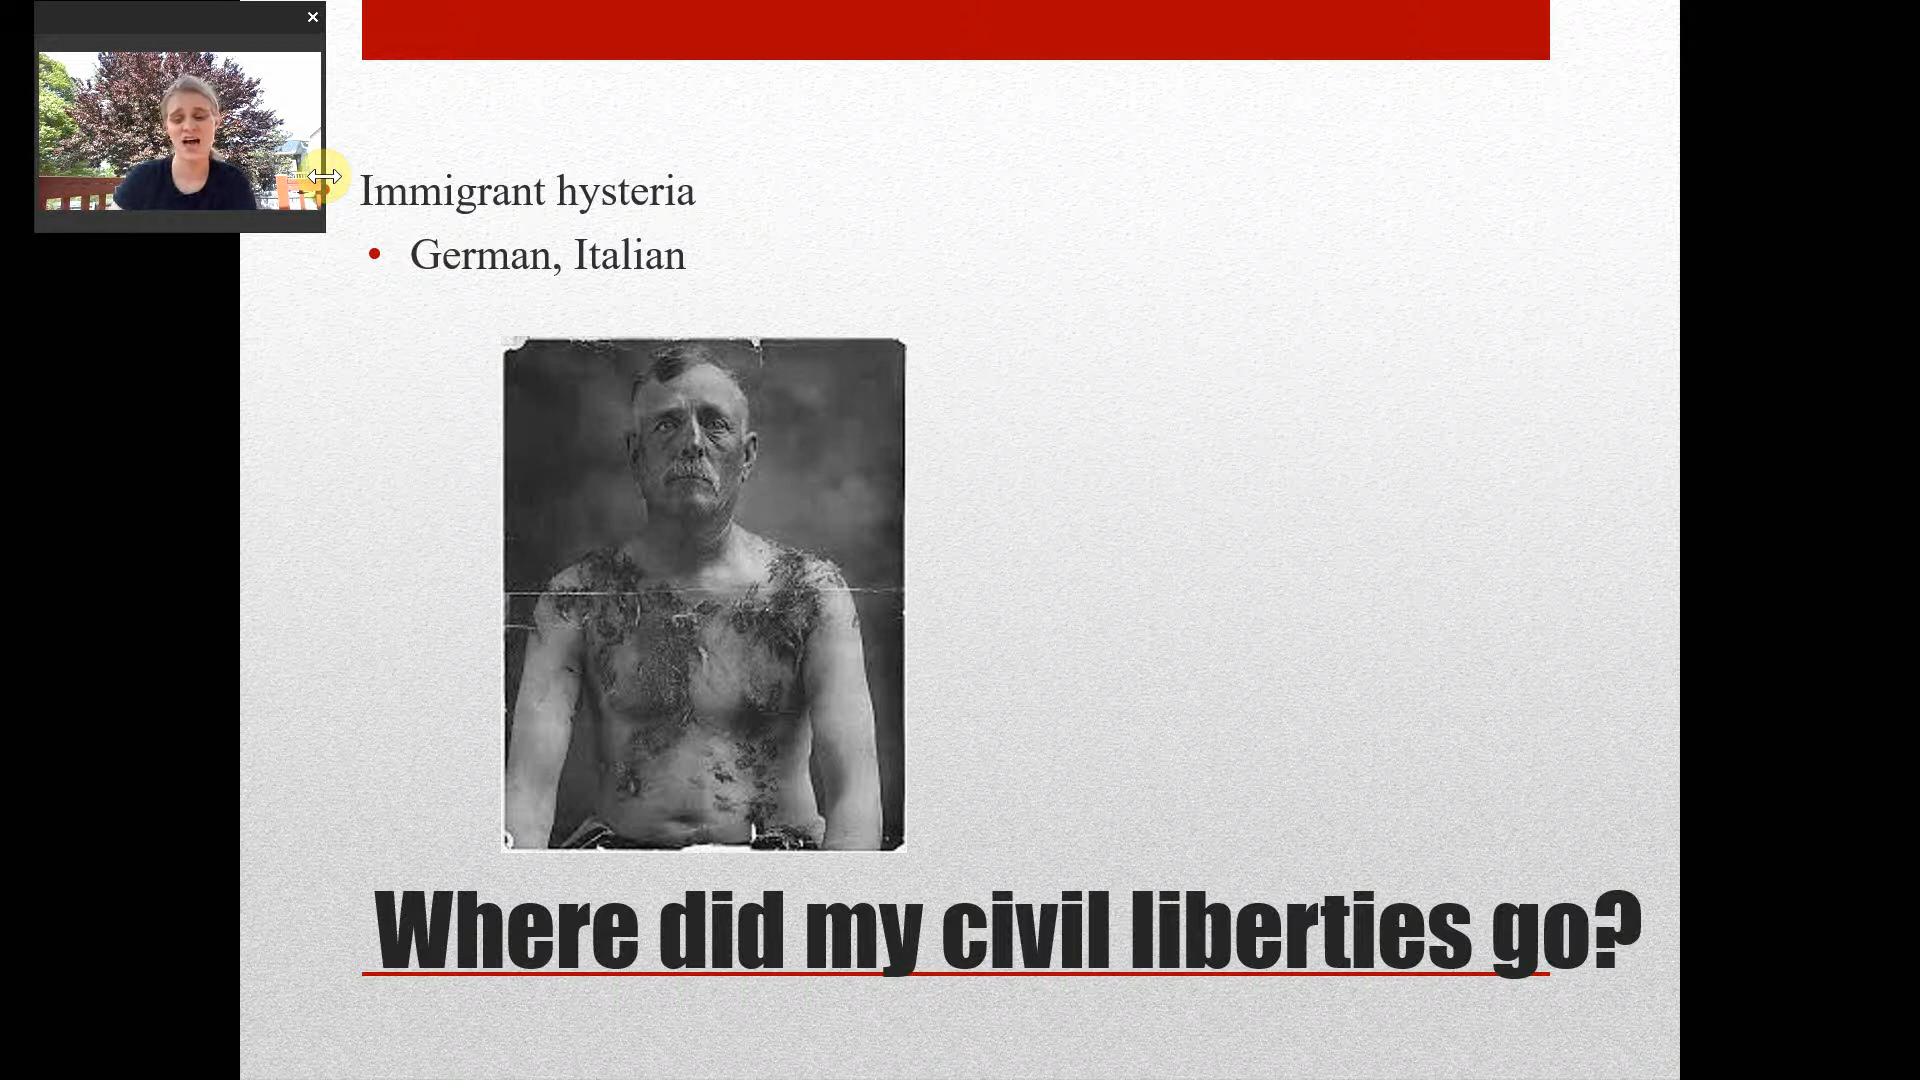 Immigrant hysteria
• German, Italian
Where did my civil liberties go?